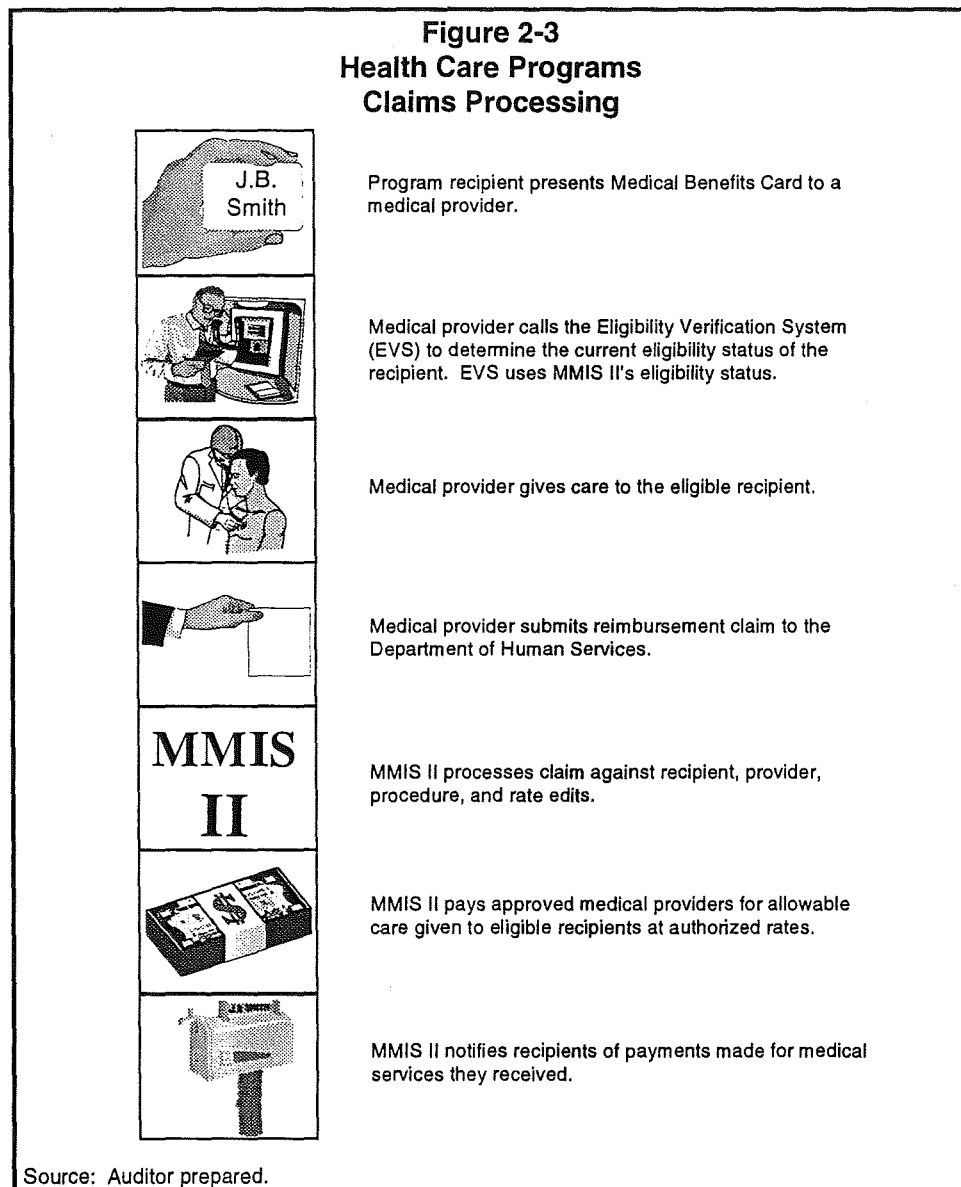 Figure 2-3
Health Care Programs
Claims Processing
J.B.
Smith
Program recipient presents Medical Benefits Card to a
medical provider.
Medical provider calls the Eligibility Verification System
(EVS) to determine the current eligibility status of the
recipient. EVS uses MMIS II's eligibility status.
Medical provider gives care to the eligible recipient.
Medical provider submits reimbursement claim to the
Department of Human Services.
MMIS
II
MMIS II processes claim against recipient, provider,
procedure, and rate edits.
$
MMIS II pays approved medical providers for allowable
care given to eligible recipients at authorized rates.
J.B. SMITH
MMIS II notifies recipients of payments made for medical
services they received.
Source: Auditor prepared.